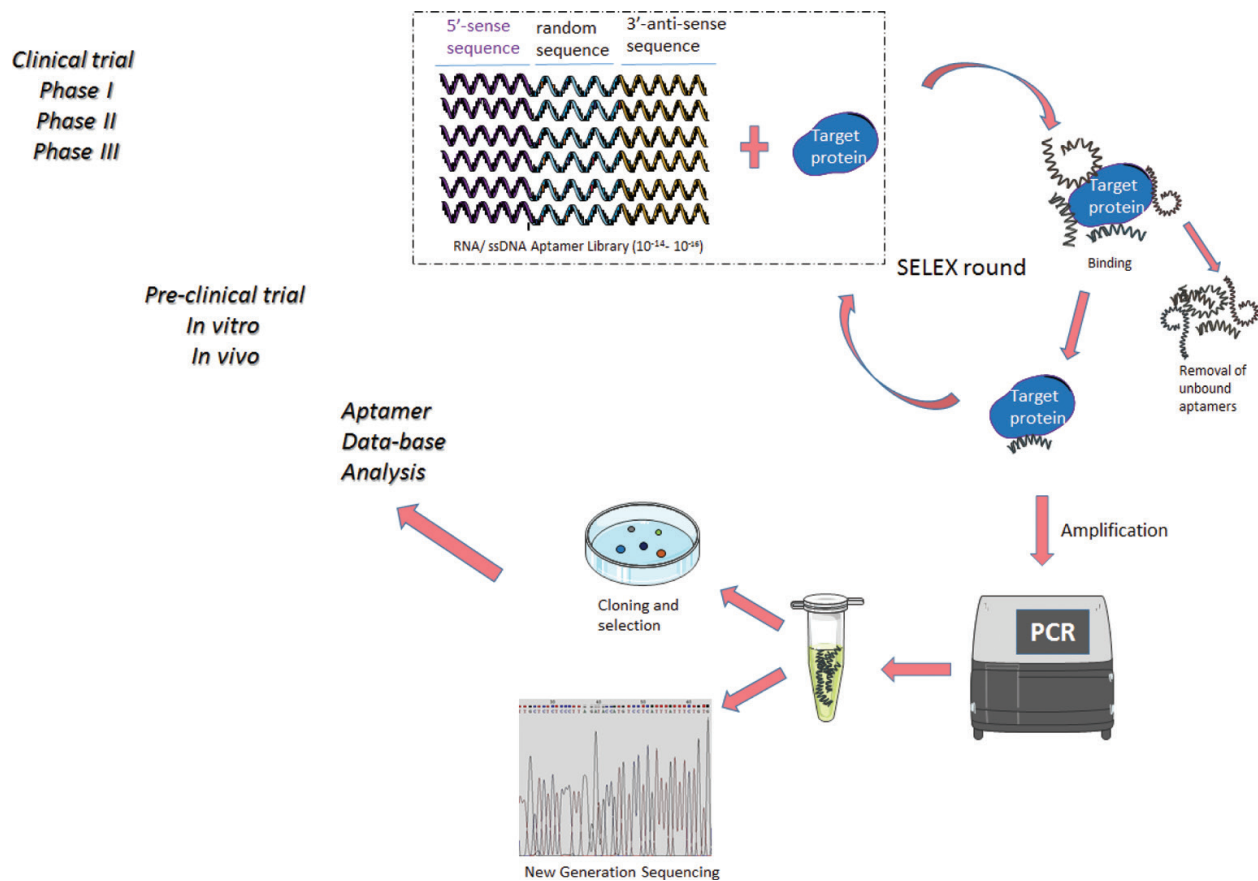 Clinical trial
Phase I
Phase II
Phase III
5′-sense
sequence
random
sequence
3′-anti-sense
sequence
Target
protein
RNA/ ssDNA Aptamer Library (10⁻¹⁴- 10⁻¹⁶)
Target
protein
Binding
SELEX round
Removal of
unbound
aptamers
Target
protein
Pre-clinical trial
In vitro
In vivo
Aptamer
Data-base
Analysis
Amplification
PCR
Cloning and
selection
New Generation Sequencing